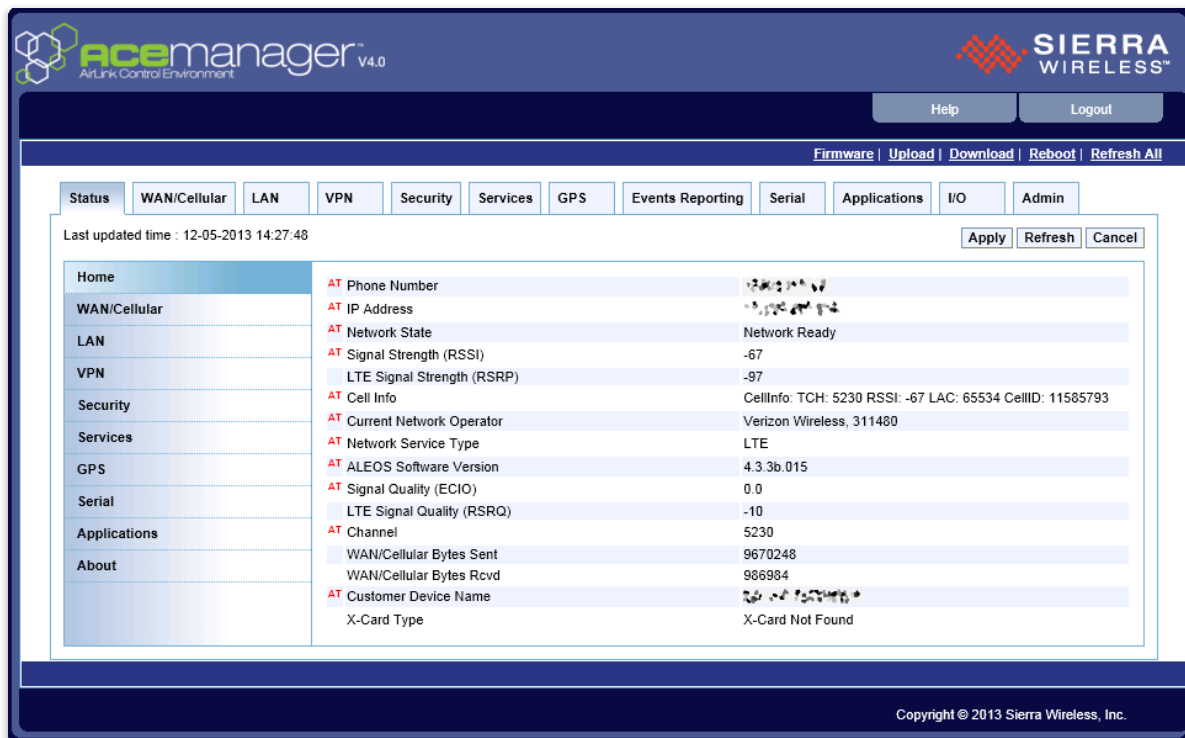 acemanager™ V4.0
AirLink Control Environment
SIERRA WIRELESS™
Help Logout
Firmware | Upload | Download | Reboot | Refresh All
Status WAN/Cellular LAN VPN Security Services GPS Events Reporting Serial Applications I/O Admin
Last updated time : 12-05-2013 14:27:48
Apply Refresh Cancel
Home
WAN/Cellular
LAN
VPN
Security
Services
GPS
Serial
Applications
About
AT Phone Number
AT IP Address
AT Network State Network Ready
AT Signal Strength (RSSI) -67
LTE Signal Strength (RSRP) -97
AT Cell Info CellInfo: TCH: 5230 RSSI: -67 LAC: 65534 CellID: 11585793
AT Current Network Operator Verizon Wireless, 311480
AT Network Service Type LTE
AT ALEOS Software Version 4.3.3b.015
AT Signal Quality (ECIO) 0.0
LTE Signal Quality (RSRQ) -10
AT Channel 5230
WAN/Cellular Bytes Sent 9670248
WAN/Cellular Bytes Rcvd 986984
AT Customer Device Name
X-Card Type X-Card Not Found
Copyright © 2013 Sierra Wireless, Inc.